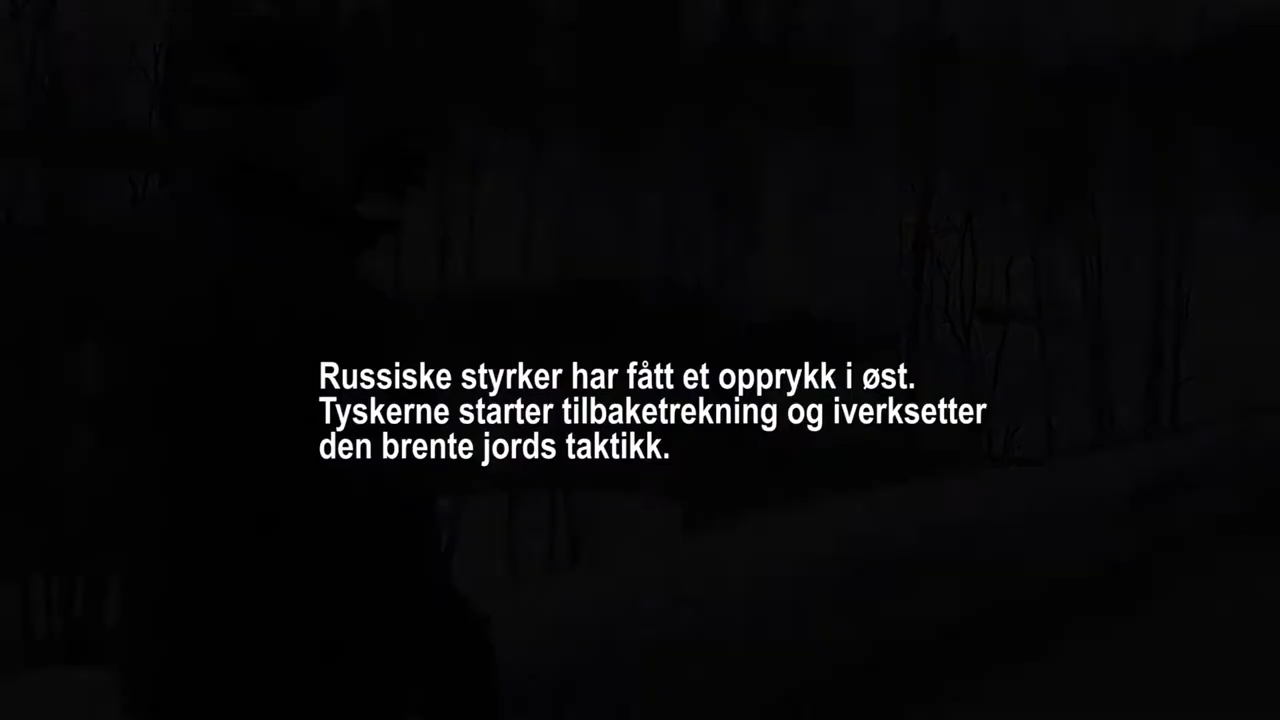 Russiske styrker har fått et opprykk i øst.
Tyskerne starter tilbaketrekning og iverksetter
den brente jords taktikk.